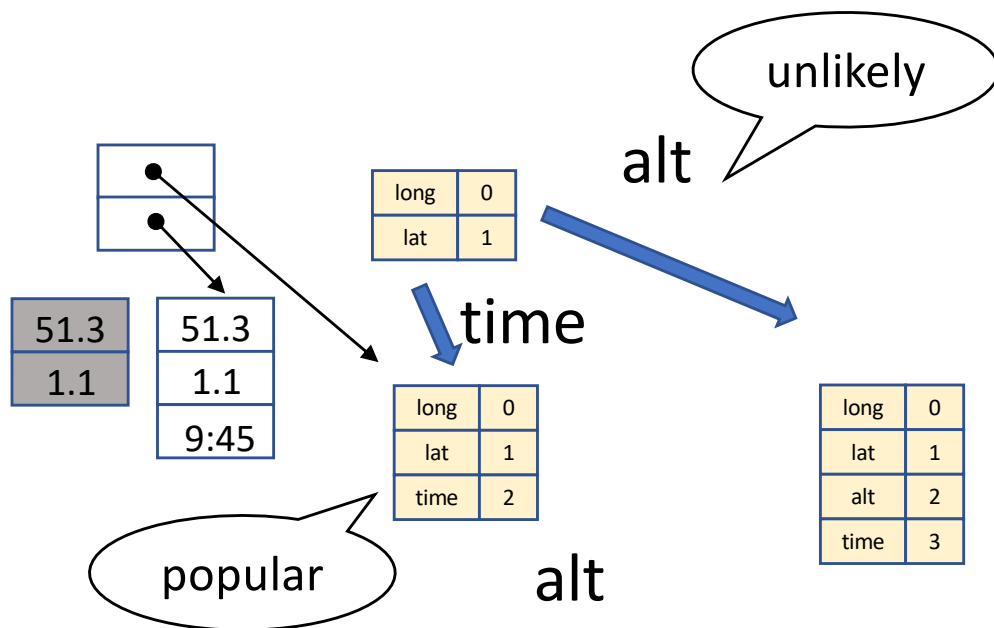 unlikely
alt
long 0
lat 1
time
51.3
1.1
51.3
1.1
9:45
long 0
lat 1
time 2
long 0
lat 1
alt 2
time 3
popular
alt